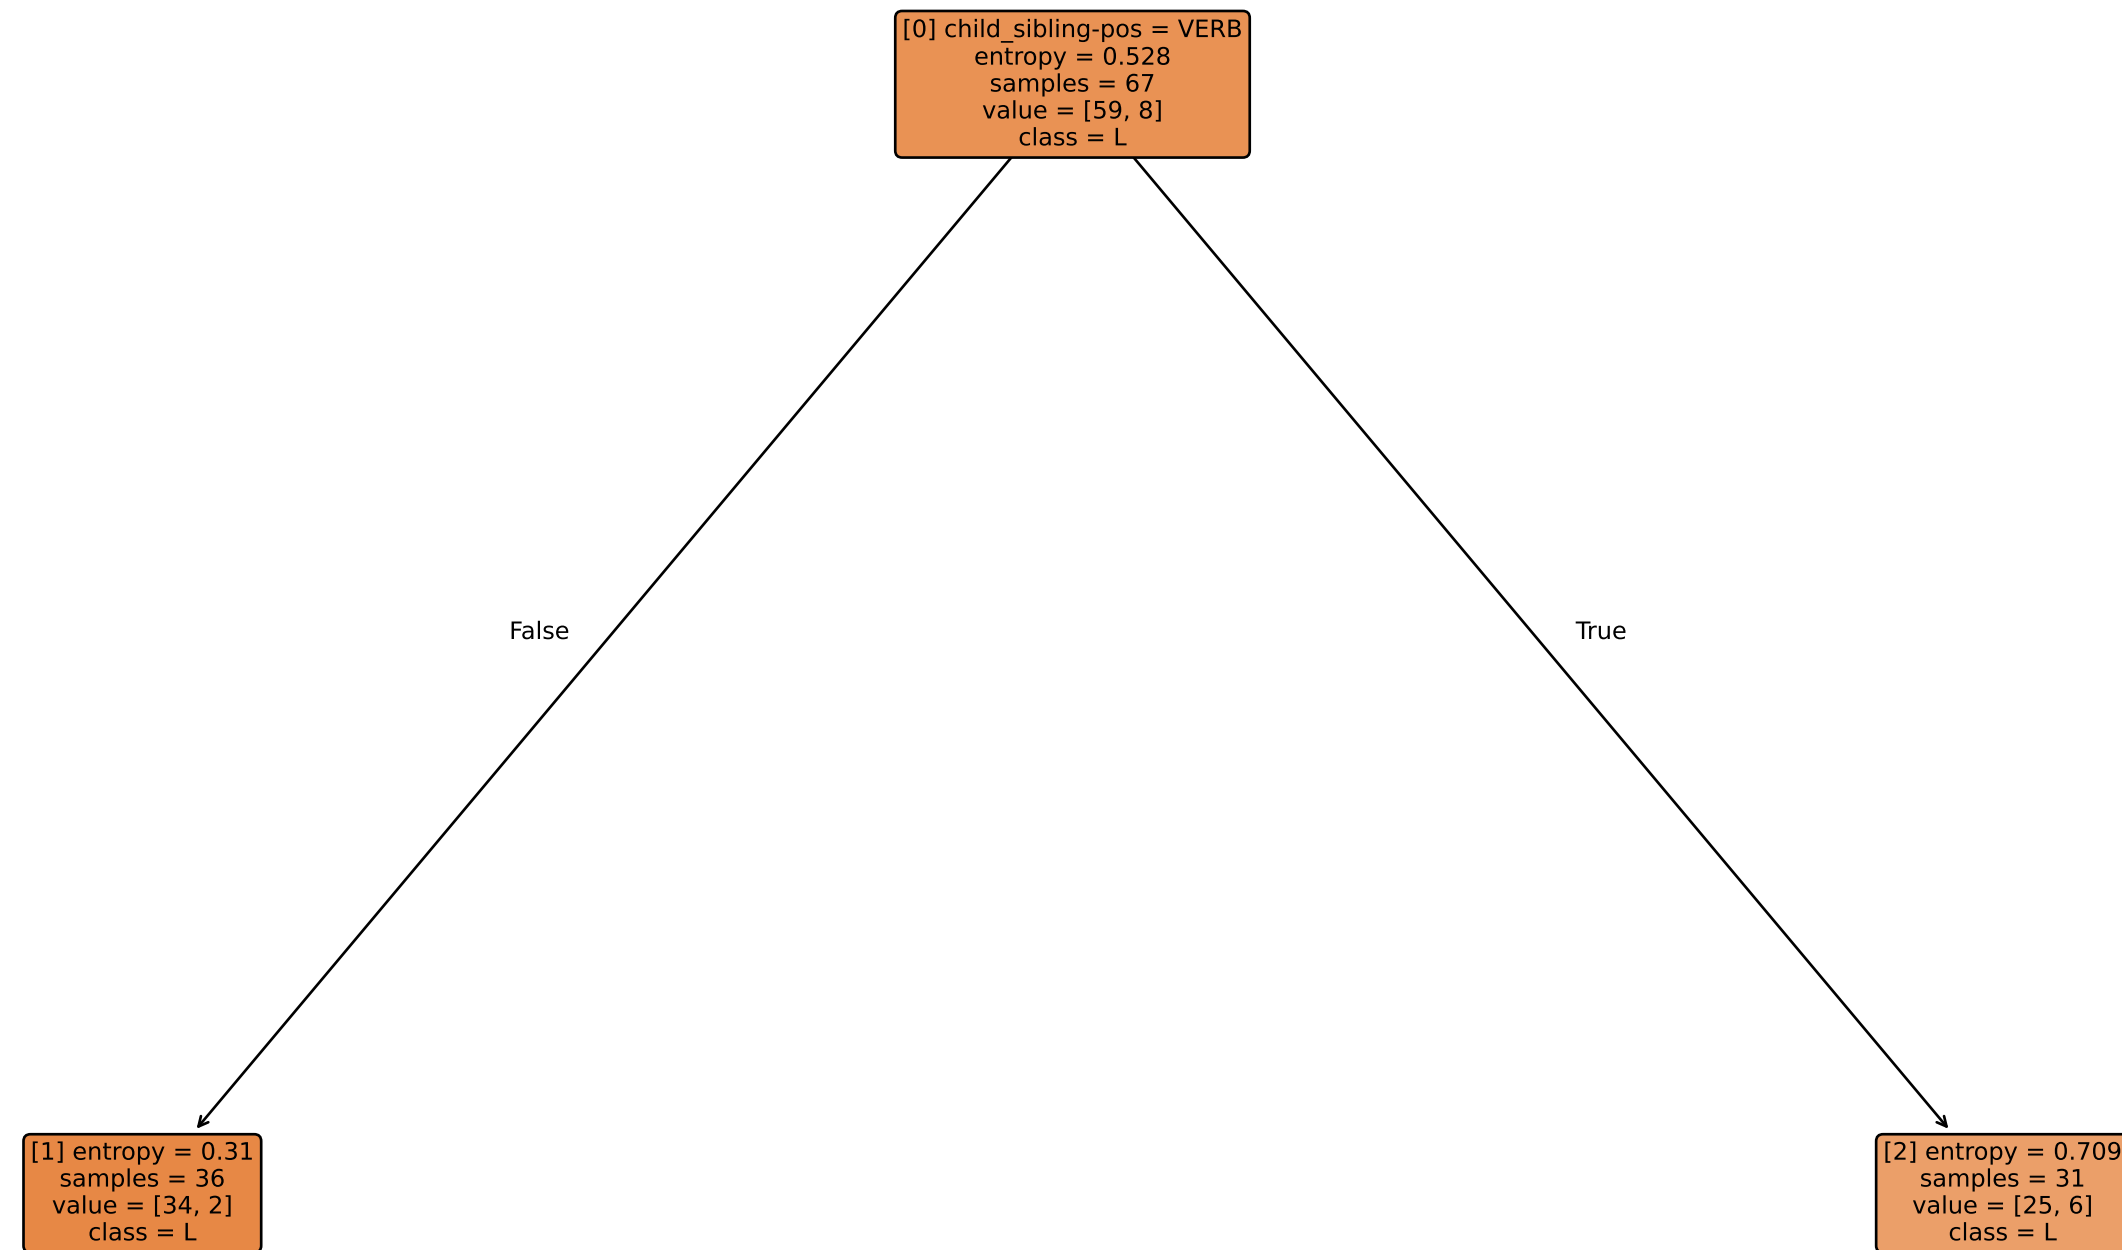 [0] child_sibling-pos = VERB
entropy = 0.528
samples = 67
value = [59, 8]
class = L
False
True
[1] entropy = 0.31
samples = 36
value = [34, 2]
class = L
[2] entropy = 0.709
samples = 31
value = [25, 6]
class = L